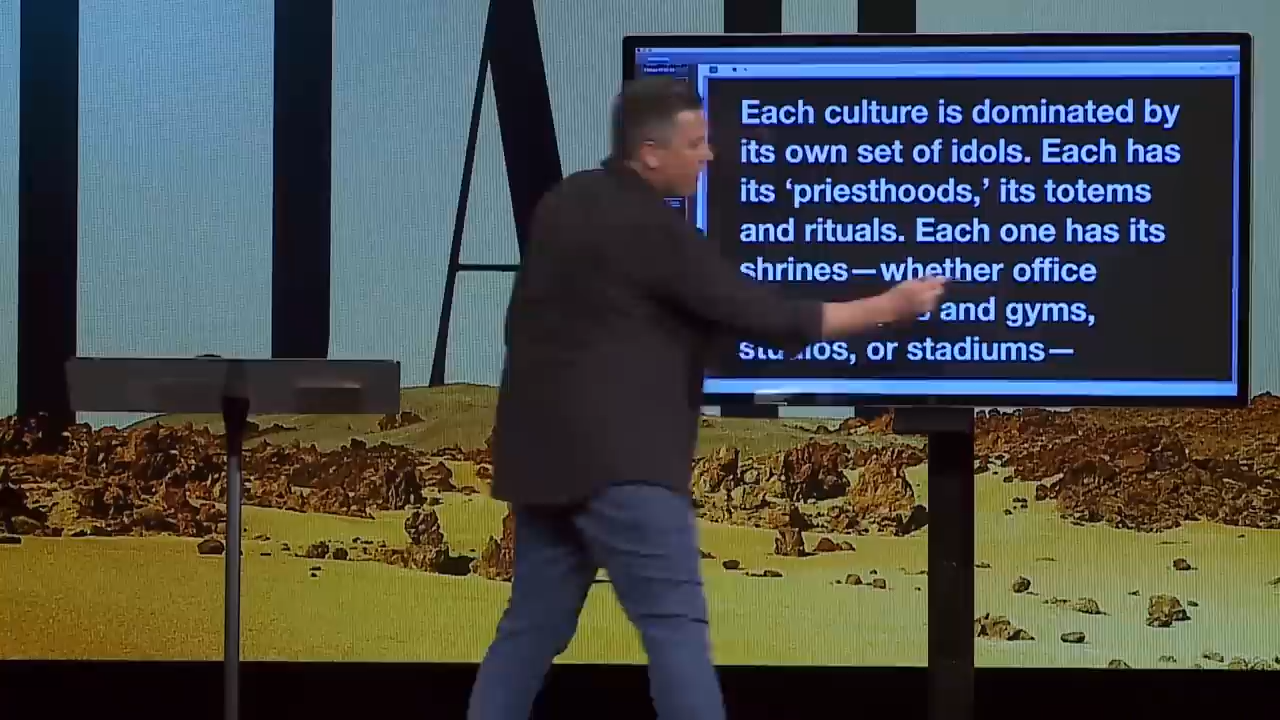 Each culture is dominated by
its own set of idols. Each has
its ‘priesthoods,’ its totems
and rituals. Each one has its
shrines—whether office
and gyms,
studios, or stadiums—